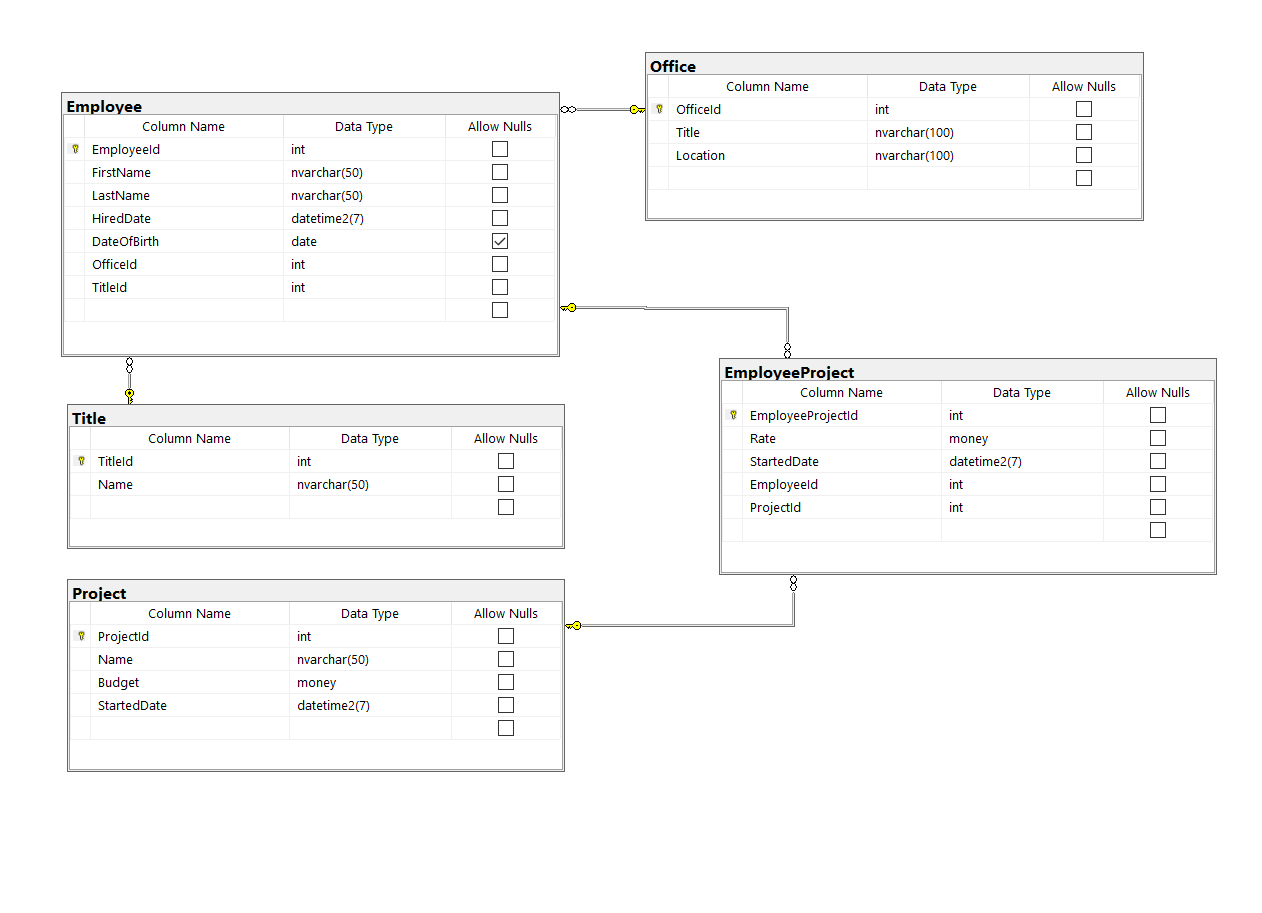 Employee
Column Name Data Type Allow Nulls
EmployeeId int
FirstName nvarchar(50)
LastName nvarchar(50)
HiredDate datetime2(7)
DateOfBirth date
OfficeId int
TitleId int
Office
Column Name Data Type Allow Nulls
OfficeId int
Title nvarchar(100)
Location nvarchar(100)
Title
Column Name Data Type Allow Nulls
TitleId int
Name nvarchar(50)
EmployeeProject
Column Name Data Type Allow Nulls
EmployeeProjectId int
Rate money
StartedDate datetime2(7)
EmployeeId int
ProjectId int
Project
Column Name Data Type Allow Nulls
ProjectId int
Name nvarchar(50)
Budget money
StartedDate datetime2(7)